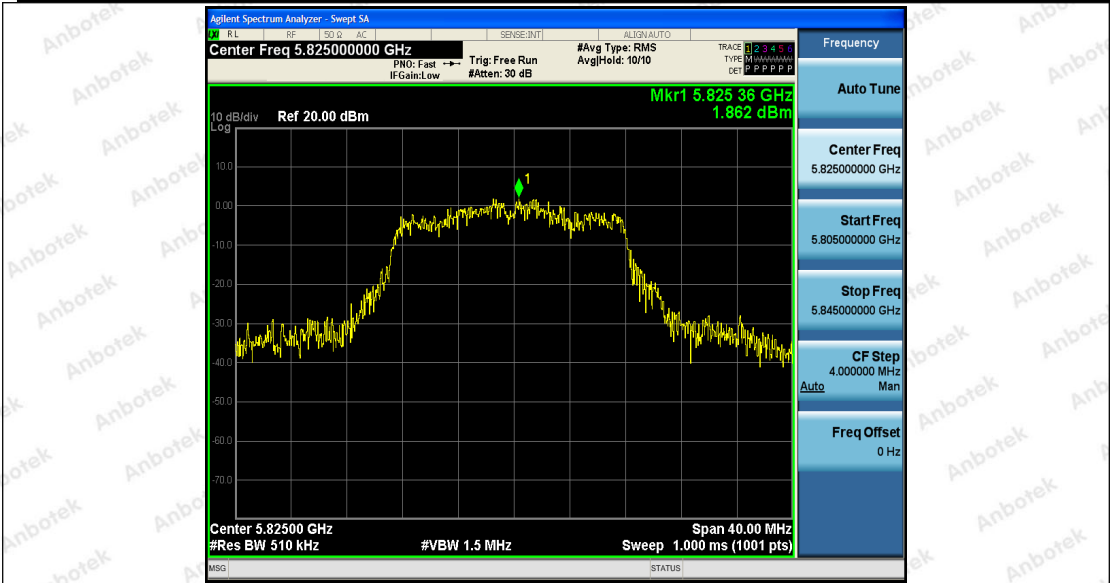 Agilent Spectrum Analyzer - Swept SA
RL RF 50 Ω AC SENSE:INT ALIGN AUTO
Center Freq 5.825000000 GHz
PNO: Fast
IFGain:Low
Trig: Free Run
#Atten: 30 dB
#Avg Type: RMS
Avg|Hold: 10/10
TRACE 1 2 3 4 5 6
TYPE M
DET P P P P P P
Mkr1 5.825 36 GHz
1.862 dBm
10 dB/div Ref 20.00 dBm
Log
10.0
0.00
-10.0
-20.0
-30.0
-40.0
-50.0
-60.0
-70.0
1
Center 5.82500 GHz Span 40.00 MHz
#Res BW 510 kHz #VBW 1.5 MHz Sweep 1.000 ms (1001 pts)
MSG STATUS
Frequency
Auto Tune
Center Freq
5.825000000 GHz
Start Freq
5.805000000 GHz
Stop Freq
5.845000000 GHz
CF Step
4.000000 MHz
Auto Man
Freq Offset
0 Hz
Anbotek